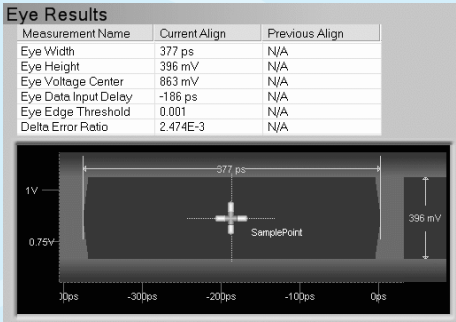 Eye Results
Measurement Name Current Align Previous Align
Eye Width 377 ps N/A
Eye Height 396 mV N/A
Eye Voltage Center 863 mV N/A
Eye Data Input Delay -186 ps N/A
Eye Edge Threshold 0.001 N/A
Delta Error Ratio 2.474E-3 N/A
377 ps
1V
396 mV
SamplePoint
0.75V
-300ps -200ps -100ps 0ps